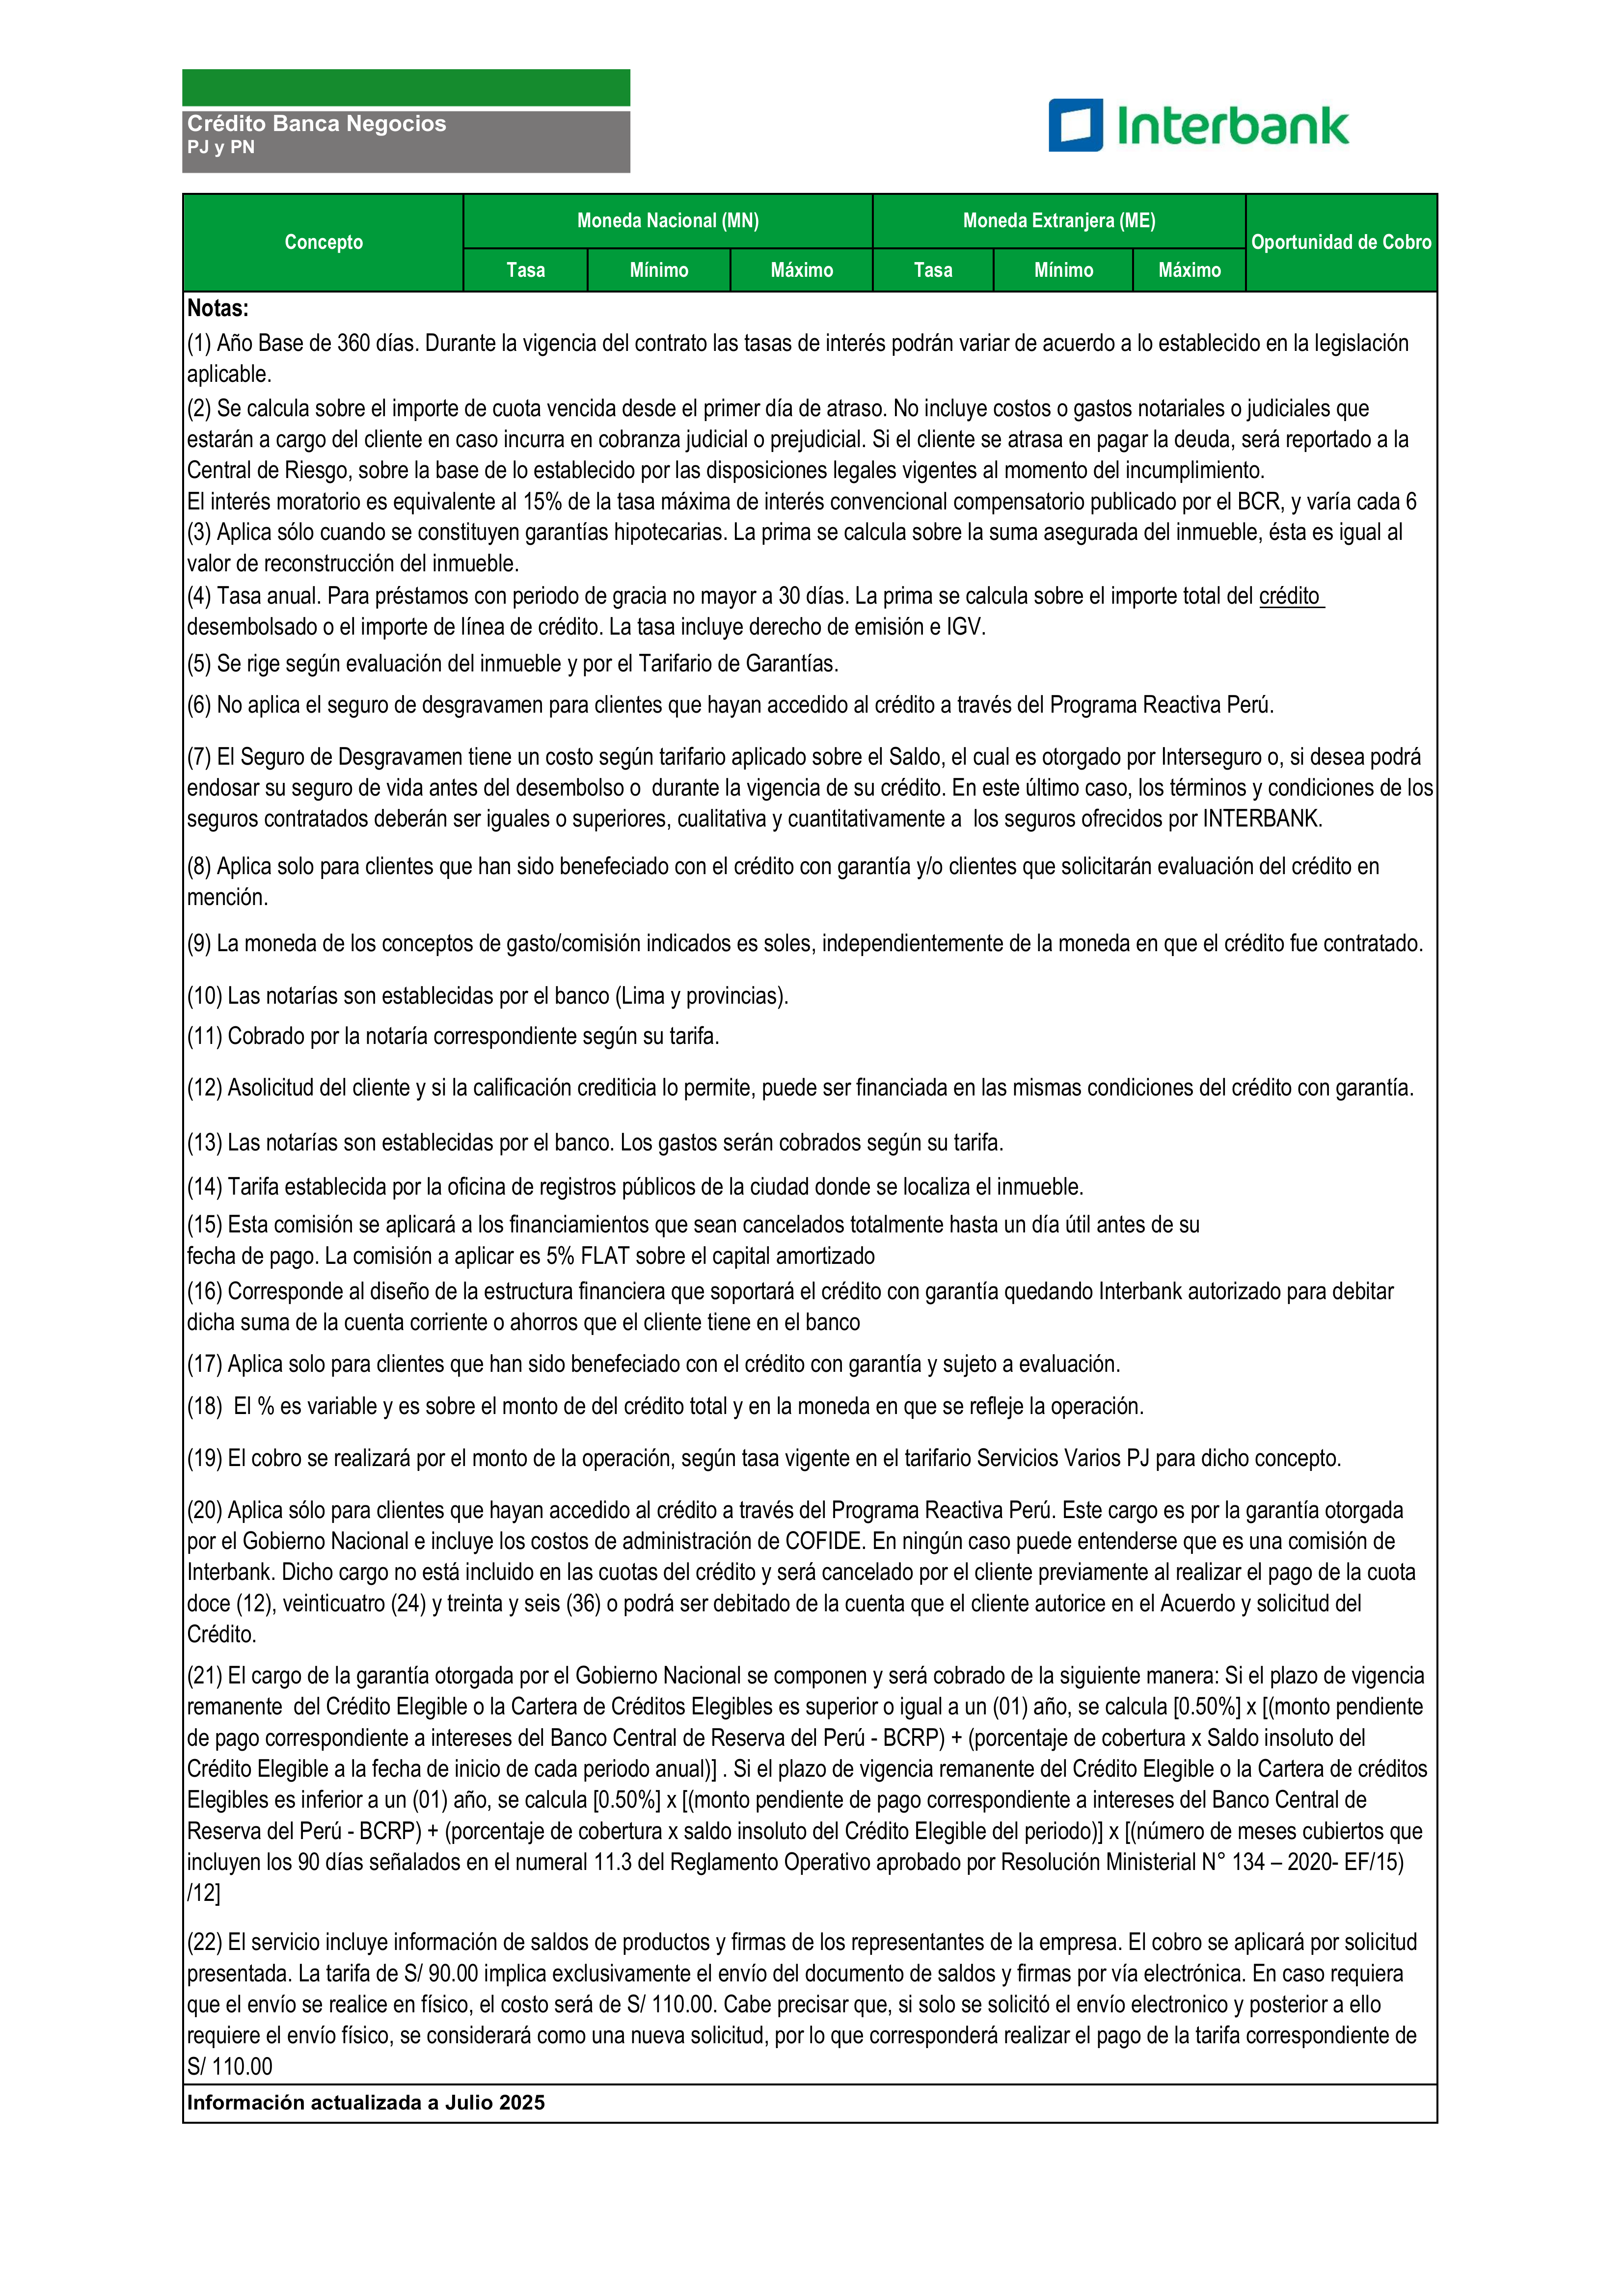 Crédito Banca Negocios
PJ y PN
Interbank
Concepto
Moneda Nacional (MN)
Moneda Extranjera (ME)
Oportunidad de Cobro
Tasa
Mínimo
Máximo
Tasa
Mínimo
Máximo
Notas:
(1) Año Base de 360 días. Durante la vigencia del contrato las tasas de interés podrán variar de acuerdo a lo establecido en la legislación
aplicable.
(2) Se calcula sobre el importe de cuota vencida desde el primer día de atraso. No incluye costos o gastos notariales o judiciales que
estarán a cargo del cliente en caso incurra en cobranza judicial o prejudicial. Si el cliente se atrasa en pagar la deuda, será reportado a la
Central de Riesgo, sobre la base de lo establecido por las disposiciones legales vigentes al momento del incumplimiento.
El interés moratorio es equivalente al 15% de la tasa máxima de interés convencional compensatorio publicado por el BCR, y varía cada 6
(3) Aplica sólo cuando se constituyen garantías hipotecarias. La prima se calcula sobre la suma asegurada del inmueble, ésta es igual al
valor de reconstrucción del inmueble.
(4) Tasa anual. Para préstamos con periodo de gracia no mayor a 30 días. La prima se calcula sobre el importe total del crédito
desembolsado o el importe de línea de crédito. La tasa incluye derecho de emisión e IGV.
(5) Se rige según evaluación del inmueble y por el Tarifario de Garantías.
(6) No aplica el seguro de desgravamen para clientes que hayan accedido al crédito a través del Programa Reactiva Perú.
(7) El Seguro de Desgravamen tiene un costo según tarifario aplicado sobre el Saldo, el cual es otorgado por Interseguro o, si desea podrá
endosar su seguro de vida antes del desembolso o  durante la vigencia de su crédito. En este último caso, los términos y condiciones de los
seguros contratados deberán ser iguales o superiores, cualitativa y cuantitativamente a  los seguros ofrecidos por INTERBANK.
(8) Aplica solo para clientes que han sido benefeciado con el crédito con garantía y/o clientes que solicitarán evaluación del crédito en
mención.
(9) La moneda de los conceptos de gasto/comisión indicados es soles, independientemente de la moneda en que el crédito fue contratado.
(10) Las notarías son establecidas por el banco (Lima y provincias).
(11) Cobrado por la notaría correspondiente según su tarifa.
(12) Asolicitud del cliente y si la calificación crediticia lo permite, puede ser financiada en las mismas condiciones del crédito con garantía.
(13) Las notarías son establecidas por el banco. Los gastos serán cobrados según su tarifa.
(14) Tarifa establecida por la oficina de registros públicos de la ciudad donde se localiza el inmueble.
(15) Esta comisión se aplicará a los financiamientos que sean cancelados totalmente hasta un día útil antes de su
fecha de pago. La comisión a aplicar es 5% FLAT sobre el capital amortizado
(16) Corresponde al diseño de la estructura financiera que soportará el crédito con garantía quedando Interbank autorizado para debitar
dicha suma de la cuenta corriente o ahorros que el cliente tiene en el banco
(17) Aplica solo para clientes que han sido benefeciado con el crédito con garantía y sujeto a evaluación.
(18)  El % es variable y es sobre el monto de del crédito total y en la moneda en que se refleje la operación.
(19) El cobro se realizará por el monto de la operación, según tasa vigente en el tarifario Servicios Varios PJ para dicho concepto.
(20) Aplica sólo para clientes que hayan accedido al crédito a través del Programa Reactiva Perú. Este cargo es por la garantía otorgada
por el Gobierno Nacional e incluye los costos de administración de COFIDE. En ningún caso puede entenderse que es una comisión de
Interbank. Dicho cargo no está incluido en las cuotas del crédito y será cancelado por el cliente previamente al realizar el pago de la cuota
doce (12), veinticuatro (24) y treinta y seis (36) o podrá ser debitado de la cuenta que el cliente autorice en el Acuerdo y solicitud del
Crédito.
(21) El cargo de la garantía otorgada por el Gobierno Nacional se componen y será cobrado de la siguiente manera: Si el plazo de vigencia
remanente  del Crédito Elegible o la Cartera de Créditos Elegibles es superior o igual a un (01) año, se calcula [0.50%] x [(monto pendiente
de pago correspondiente a intereses del Banco Central de Reserva del Perú - BCRP) + (porcentaje de cobertura x Saldo insoluto del
Crédito Elegible a la fecha de inicio de cada periodo anual)] . Si el plazo de vigencia remanente del Crédito Elegible o la Cartera de créditos
Elegibles es inferior a un (01) año, se calcula [0.50%] x [(monto pendiente de pago correspondiente a intereses del Banco Central de
Reserva del Perú - BCRP) + (porcentaje de cobertura x saldo insoluto del Crédito Elegible del periodo)] x [(número de meses cubiertos que
incluyen los 90 días señalados en el numeral 11.3 del Reglamento Operativo aprobado por Resolución Ministerial N° 134 – 2020- EF/15)
/12]
(22) El servicio incluye información de saldos de productos y firmas de los representantes de la empresa. El cobro se aplicará por solicitud
presentada. La tarifa de S/ 90.00 implica exclusivamente el envío del documento de saldos y firmas por vía electrónica. En caso requiera
que el envío se realice en físico, el costo será de S/ 110.00. Cabe precisar que, si solo se solicitó el envío electronico y posterior a ello
requiere el envío físico, se considerará como una nueva solicitud, por lo que corresponderá realizar el pago de la tarifa correspondiente de
S/ 110.00
Información actualizada a Julio 2025